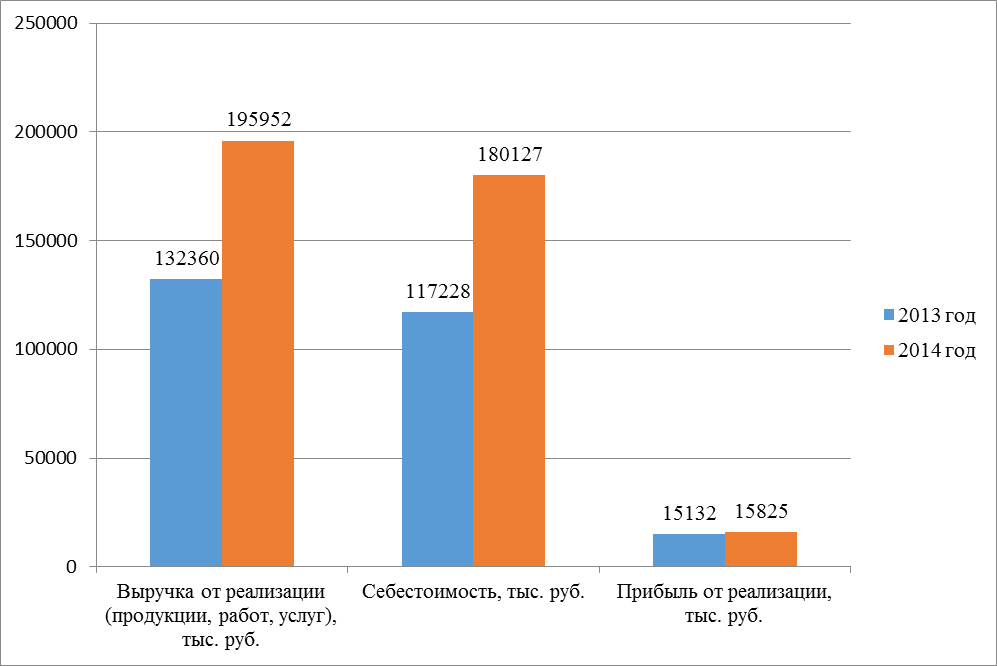 250000
200000
150000
100000
50000
0
195952
180127
132360
117228
15132
15825
Выручка от реализации
(продукции, работ, услуг),
тыс. руб.
Себестоимость, тыс. руб.
Прибыль от реализации,
тыс. руб.
2013 год
2014 год